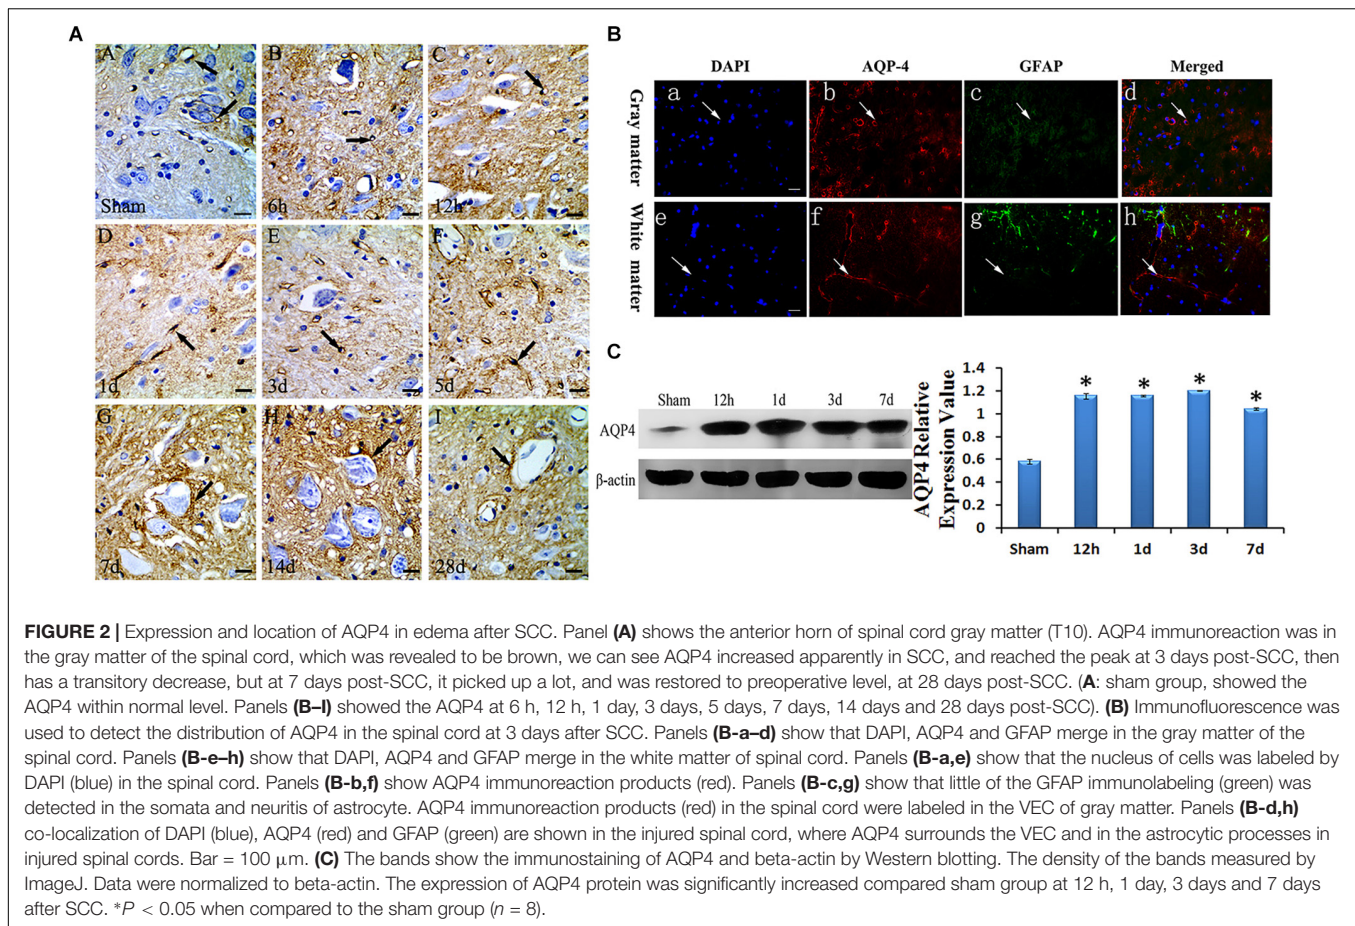 A
A
Sham
B
6h
C
12h
D
1d
E
3d
F
5d
G
7d
H
14d
I
28d
B
DAPI
AQP-4
GFAP
Merged
Gray matter
a
b
c
d
White matter
e
f
g
h
C
Sham 12h 1d 3d 7d
AQP4
β-actin
AQP4 Relative
Expression Value
1.4
1.2
1
0.8
0.6
0.4
0.2
0
* * * *
Sham 12h 1d 3d 7d
FIGURE 2 | Expression and location of AQP4 in edema after SCC. Panel (A) shows the anterior horn of spinal cord gray matter (T10). AQP4 immunoreaction was in
the gray matter of the spinal cord, which was revealed to be brown, we can see AQP4 increased apparently in SCC, and reached the peak at 3 days post-SCC, then
has a transitory decrease, but at 7 days post-SCC, it picked up a lot, and was restored to preoperative level, at 28 days post-SCC. (A: sham group, showed the
AQP4 within normal level. Panels (B–I) showed the AQP4 at 6 h, 12 h, 1 day, 3 days, 5 days, 7 days, 14 days and 28 days post-SCC). (B) Immunofluorescence was
used to detect the distribution of AQP4 in the spinal cord at 3 days after SCC. Panels (B-a–d) show that DAPI, AQP4 and GFAP merge in the gray matter of the
spinal cord. Panels (B-e–h) show that DAPI, AQP4 and GFAP merge in the white matter of spinal cord. Panels (B-a,e) show that the nucleus of cells was labeled by
DAPI (blue) in the spinal cord. Panels (B-b,f) show AQP4 immunoreaction products (red). Panels (B-c,g) show that little of the GFAP immunolabeling (green) was
detected in the somata and neuritis of astrocyte. AQP4 immunoreaction products (red) in the spinal cord were labeled in the VEC of gray matter. Panels (B-d,h)
co-localization of DAPI (blue), AQP4 (red) and GFAP (green) are shown in the injured spinal cord, where AQP4 surrounds the VEC and in the astrocytic processes in
injured spinal cords. Bar = 100 μm. (C) The bands show the immunostaining of AQP4 and beta-actin by Western blotting. The density of the bands measured by
ImageJ. Data were normalized to beta-actin. The expression of AQP4 protein was significantly increased compared sham group at 12 h, 1 day, 3 days and 7 days
after SCC. *P < 0.05 when compared to the sham group (n = 8).